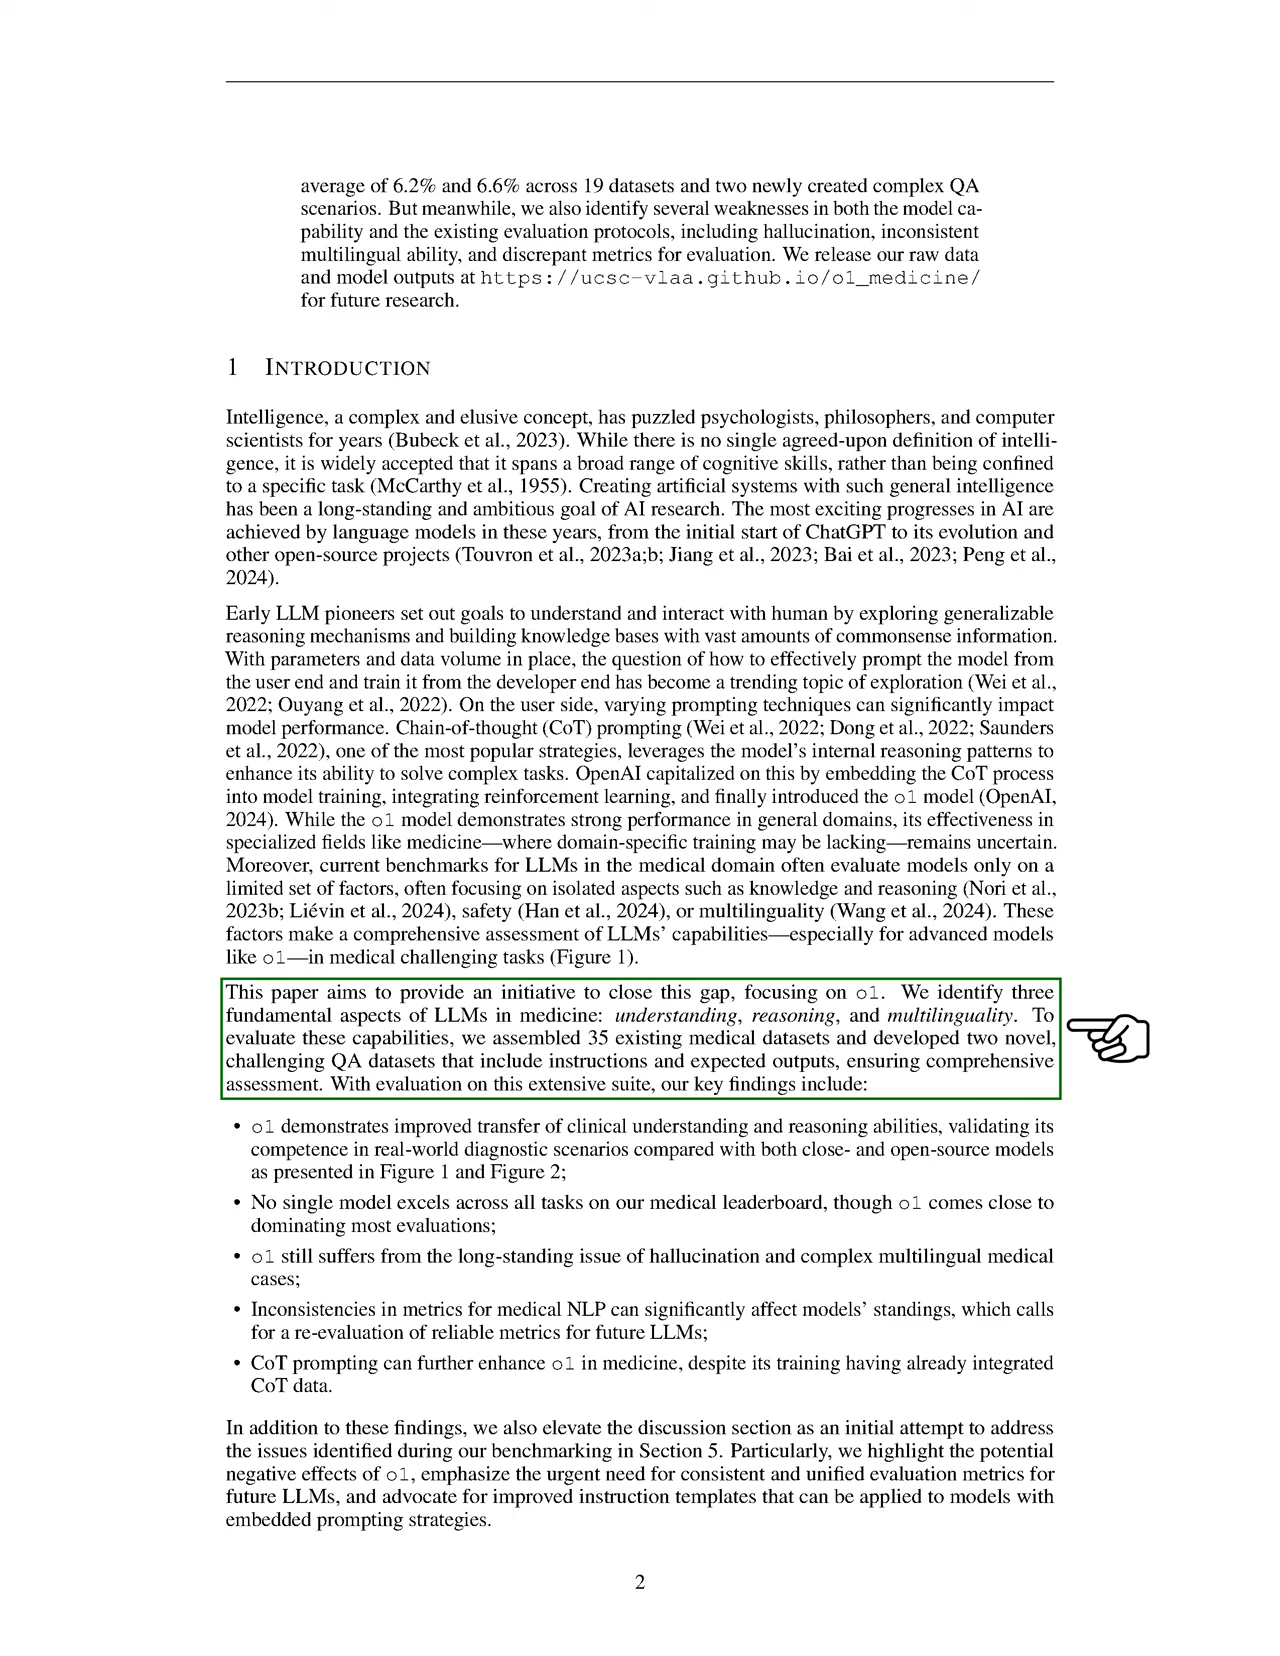 average of 6.2% and 6.6% across 19 datasets and two newly created complex QA
scenarios. But meanwhile, we also identify several weaknesses in both the model ca-
pability and the existing evaluation protocols, including hallucination, inconsistent
multilingual ability, and discrepant metrics for evaluation. We release our raw data
and model outputs at https://ucsc-vlaa.github.io/o1_medicine/
for future research.
1 INTRODUCTION
Intelligence, a complex and elusive concept, has puzzled psychologists, philosophers, and computer
scientists for years (Bubeck et al., 2023). While there is no single agreed-upon definition of intelli-
gence, it is widely accepted that it spans a broad range of cognitive skills, rather than being confined
to a specific task (McCarthy et al., 1955). Creating artificial systems with such general intelligence
has been a long-standing and ambitious goal of AI research. The most exciting progresses in AI are
achieved by language models in these years, from the initial start of ChatGPT to its evolution and
other open-source projects (Touvron et al., 2023a;b; Jiang et al., 2023; Bai et al., 2023; Peng et al.,
2024).
Early LLM pioneers set out goals to understand and interact with human by exploring generalizable
reasoning mechanisms and building knowledge bases with vast amounts of commonsense information.
With parameters and data volume in place, the question of how to effectively prompt the model from
the user end and train it from the developer end has become a trending topic of exploration (Wei et al.,
2022; Ouyang et al., 2022). On the user side, varying prompting techniques can significantly impact
model performance. Chain-of-thought (CoT) prompting (Wei et al., 2022; Dong et al., 2022; Saunders
et al., 2022), one of the most popular strategies, leverages the model's internal reasoning patterns to
enhance its ability to solve complex tasks. OpenAI capitalized on this by embedding the CoT process
into model training, integrating reinforcement learning, and finally introduced the o1 model (OpenAI,
2024). While the o1 model demonstrates strong performance in general domains, its effectiveness in
specialized fields like medicine—where domain-specific training may be lacking—remains uncertain.
Moreover, current benchmarks for LLMs in the medical domain often evaluate models only on a
limited set of factors, often focusing on isolated aspects such as knowledge and reasoning (Nori et al.,
2023b; Liévin et al., 2024), safety (Han et al., 2024), or multilinguality (Wang et al., 2024). These
factors make a comprehensive assessment of LLMs' capabilities—especially for advanced models
like o1—in medical challenging tasks (Figure 1).
This paper aims to provide an initiative to close this gap, focusing on o1. We identify three
fundamental aspects of LLMs in medicine: understanding, reasoning, and multilinguality. To
evaluate these capabilities, we assembled 35 existing medical datasets and developed two novel,
challenging QA datasets that include instructions and expected outputs, ensuring comprehensive
assessment. With evaluation on this extensive suite, our key findings include:
• o1 demonstrates improved transfer of clinical understanding and reasoning abilities, validating its
competence in real-world diagnostic scenarios compared with both close- and open-source models
as presented in Figure 1 and Figure 2;
• No single model excels across all tasks on our medical leaderboard, though o1 comes close to
dominating most evaluations;
• o1 still suffers from the long-standing issue of hallucination and complex multilingual medical
cases;
• Inconsistencies in metrics for medical NLP can significantly affect models' standings, which calls
for a re-evaluation of reliable metrics for future LLMs;
• CoT prompting can further enhance o1 in medicine, despite its training having already integrated
CoT data.
In addition to these findings, we also elevate the discussion section as an initial attempt to address
the issues identified during our benchmarking in Section 5. Particularly, we highlight the potential
negative effects of o1, emphasize the urgent need for consistent and unified evaluation metrics for
future LLMs, and advocate for improved instruction templates that can be applied to models with
embedded prompting strategies.
2